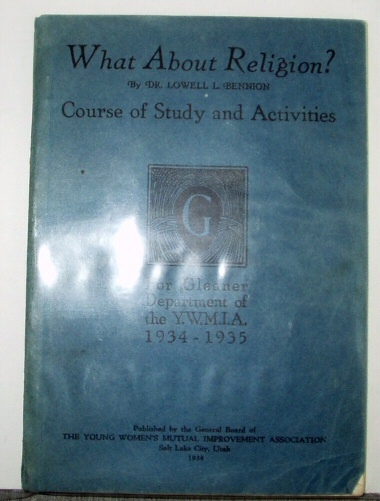 What About Religion?
By DR. LOWELL L. BENNION
Course of Study and Activities
G
For Gleaner
Department of
the Y.W.M.I.A.
1934-1935
Published by the General Board of
THE YOUNG WOMEN'S MUTUAL IMPROVEMENT ASSOCIATION
Salt Lake City, Utah
1934